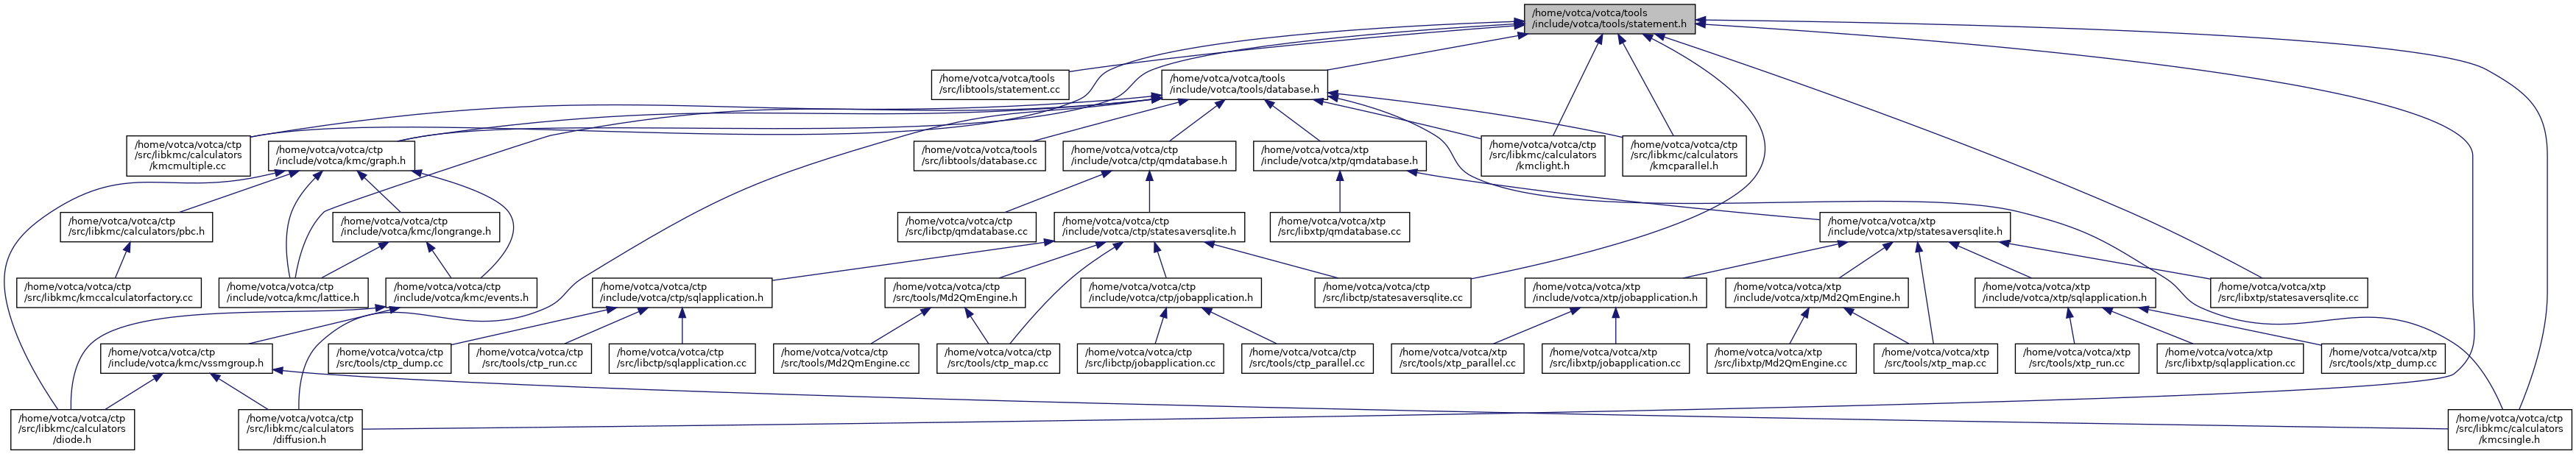 /home/votca/votca/tools
/include/votca/tools/statement.h
/home/votca/votca/tools
/src/libtools/statement.cc
/home/votca/votca/tools
/include/votca/tools/database.h
/home/votca/votca/ctp
/src/libkmc/calculators
/kmcmultiple.cc
/home/votca/votca/ctp
/include/votca/kmc/graph.h
/home/votca/votca/tools
/src/libtools/database.cc
/home/votca/votca/ctp
/include/votca/ctp/qmdatabase.h
/home/votca/votca/xtp
/include/votca/xtp/qmdatabase.h
/home/votca/votca/ctp
/src/libkmc/calculators
/kmclight.h
/home/votca/votca/ctp
/src/libkmc/calculators
/kmcparallel.h
/home/votca/votca/ctp
/src/libkmc/calculators/pbc.h
/home/votca/votca/ctp
/include/votca/kmc/longrange.h
/home/votca/votca/ctp
/src/libctp/qmdatabase.cc
/home/votca/votca/ctp
/include/votca/ctp/statesaversqlite.h
/home/votca/votca/xtp
/src/libxtp/qmdatabase.cc
/home/votca/votca/xtp
/include/votca/xtp/statesaversqlite.h
/home/votca/votca/ctp
/src/libkmc/kmccalculatorfactory.cc
/home/votca/votca/ctp
/include/votca/kmc/lattice.h
/home/votca/votca/ctp
/include/votca/kmc/events.h
/home/votca/votca/ctp
/include/votca/ctp/sqlapplication.h
/home/votca/votca/ctp
/src/tools/Md2QmEngine.h
/home/votca/votca/ctp
/include/votca/ctp/jobapplication.h
/home/votca/votca/ctp
/src/libctp/statesaversqlite.cc
/home/votca/votca/xtp
/include/votca/xtp/jobapplication.h
/home/votca/votca/xtp
/include/votca/xtp/Md2QmEngine.h
/home/votca/votca/xtp
/include/votca/xtp/sqlapplication.h
/home/votca/votca/xtp
/src/libxtp/statesaversqlite.cc
/home/votca/votca/ctp
/include/votca/kmc/vssmgroup.h
/home/votca/votca/ctp
/src/tools/ctp_dump.cc
/home/votca/votca/ctp
/src/tools/ctp_run.cc
/home/votca/votca/ctp
/src/libctp/sqlapplication.cc
/home/votca/votca/ctp
/src/tools/Md2QmEngine.cc
/home/votca/votca/ctp
/src/tools/ctp_map.cc
/home/votca/votca/ctp
/src/libctp/jobapplication.cc
/home/votca/votca/ctp
/src/tools/ctp_parallel.cc
/home/votca/votca/xtp
/src/tools/xtp_parallel.cc
/home/votca/votca/xtp
/src/libxtp/jobapplication.cc
/home/votca/votca/xtp
/src/libxtp/Md2QmEngine.cc
/home/votca/votca/xtp
/src/tools/xtp_map.cc
/home/votca/votca/xtp
/src/tools/xtp_run.cc
/home/votca/votca/xtp
/src/libxtp/sqlapplication.cc
/home/votca/votca/xtp
/src/tools/xtp_dump.cc
/home/votca/votca/ctp
/src/libkmc/calculators
/diode.h
/home/votca/votca/ctp
/src/libkmc/calculators
/diffusion.h
/home/votca/votca/ctp
/src/libkmc/calculators
/kmcsingle.h